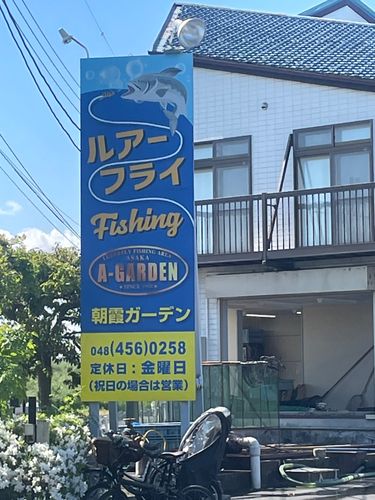 ルアー
フライ
Fishing
ASAKA
A-GARDEN
朝霞ガーデン
048(456)0258
定休日：金曜日
(祝日の場合は営業)